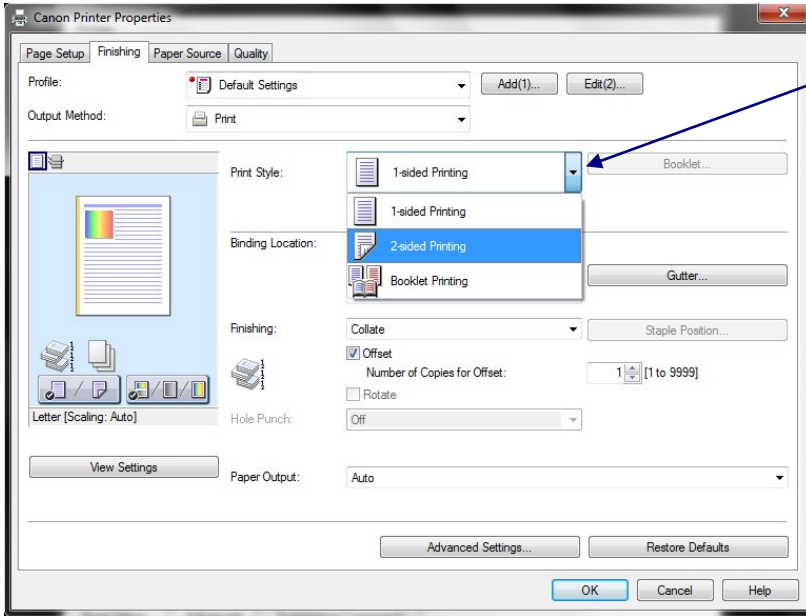 Canon Printer Properties
Page Setup Finishing Paper Source Quality
Profile: Default Settings Add(1)... Edit(2)...
Output Method: Print
Print Style: 1-sided Printing Booklet...
1-sided Printing
Binding Location: 2-sided Printing
Booklet Printing Gutter...
Finishing: Collate Staple Position...
Offset
Number of Copies for Offset: 1 [1 to 9999]
Rotate
Letter [Scaling: Auto] Hole Punch: Off
View Settings Paper Output: Auto
Advanced Settings... Restore Defaults
OK Cancel Help